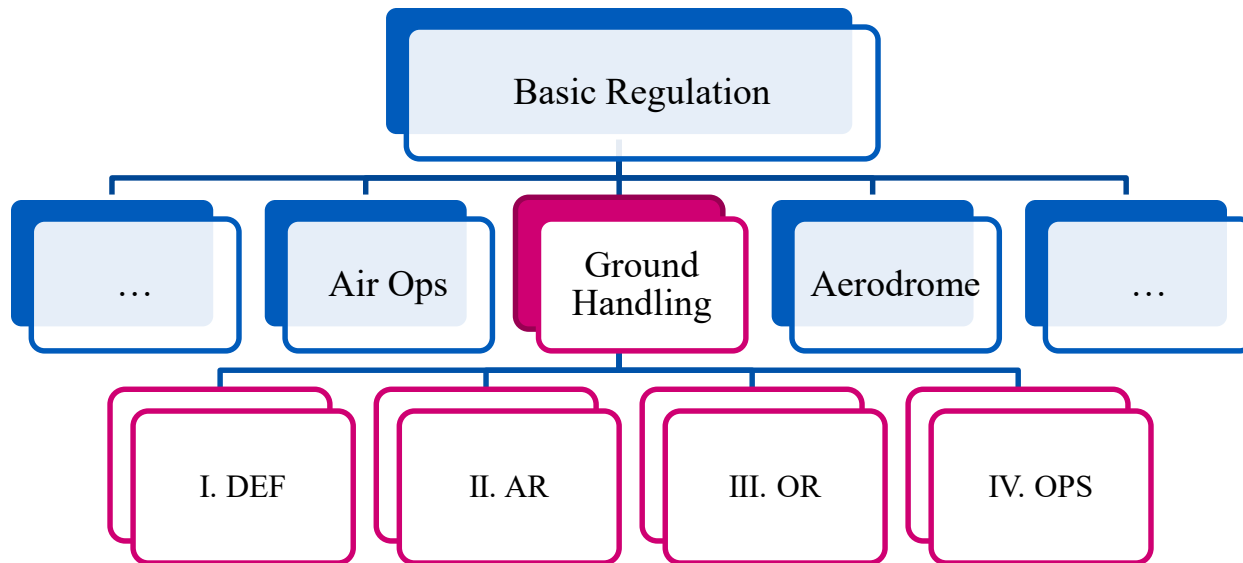 Basic Regulation
…
Air Ops
Ground
Handling
Aerodrome
…
I. DEF
II. AR
III. OR
IV. OPS